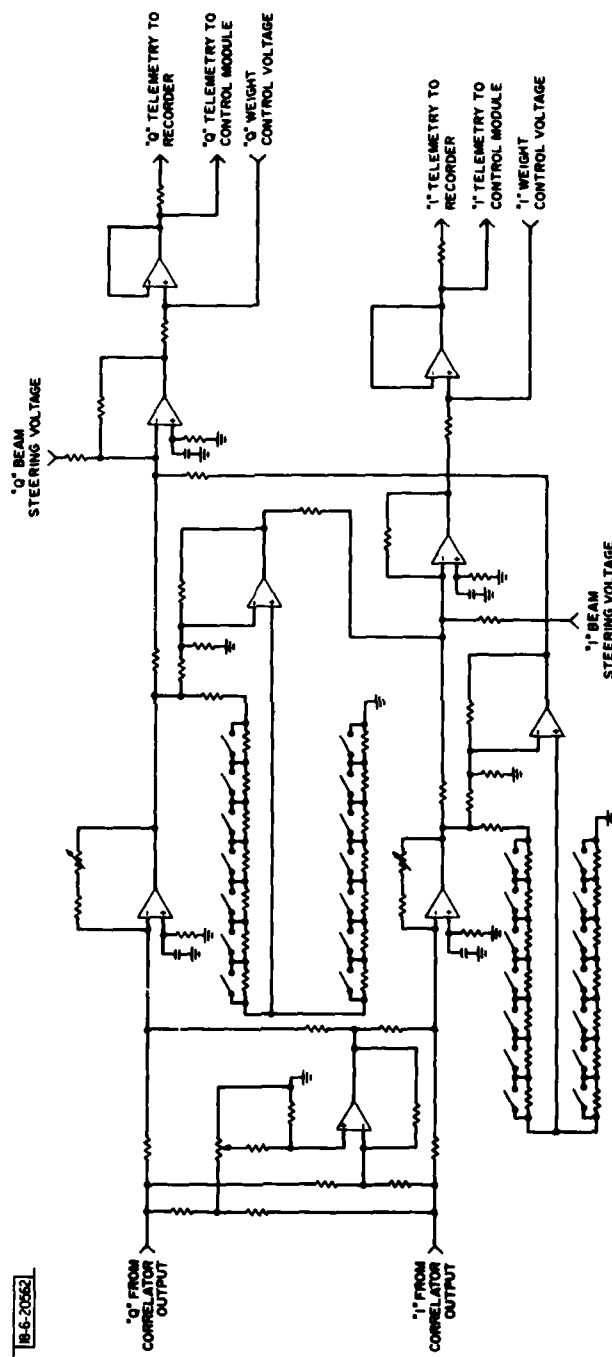 18-6-20562
"Q" FROM
CORRELATOR
OUTPUT
"I" FROM
CORRELATOR
OUTPUT
"Q" BEAM
STEERING VOLTAGE
"I" BEAM
STEERING VOLTAGE
"Q" TELEMETRY TO
RECORDER
"Q" TELEMETRY TO
CONTROL MODULE
"Q" WEIGHT
CONTROL VOLTAGE
"I" TELEMETRY TO
RECORDER
"I" TELEMETRY TO
CONTROL MODULE
"I" WEIGHT
CONTROL VOLTAGE